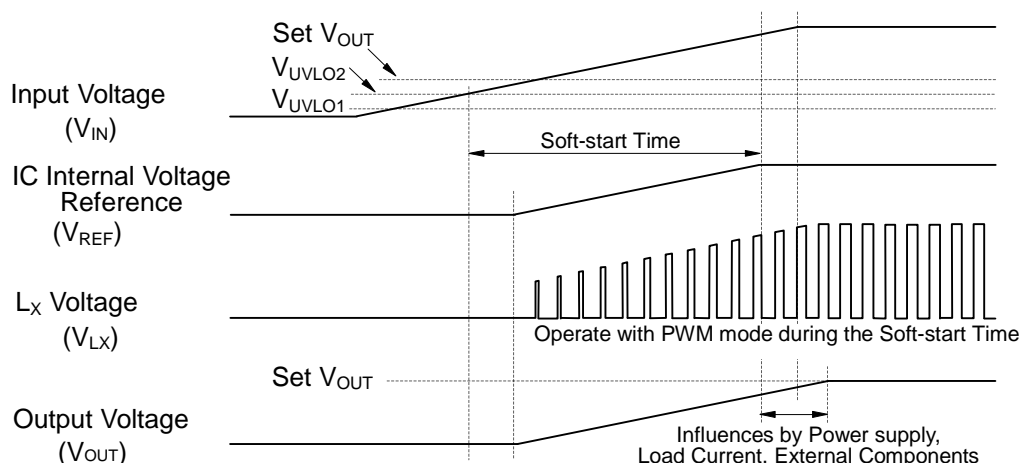 Set VOUT
VUVLO2
VUVLO1
Input Voltage
(VIN)
Soft-start Time
IC Internal Voltage
Reference
(VREF)
LX Voltage
(VLX)
Operate with PWM mode during the Soft-start Time
Set VOUT
Output Voltage
(VOUT)
Influences by Power supply,
Load Current, External Components